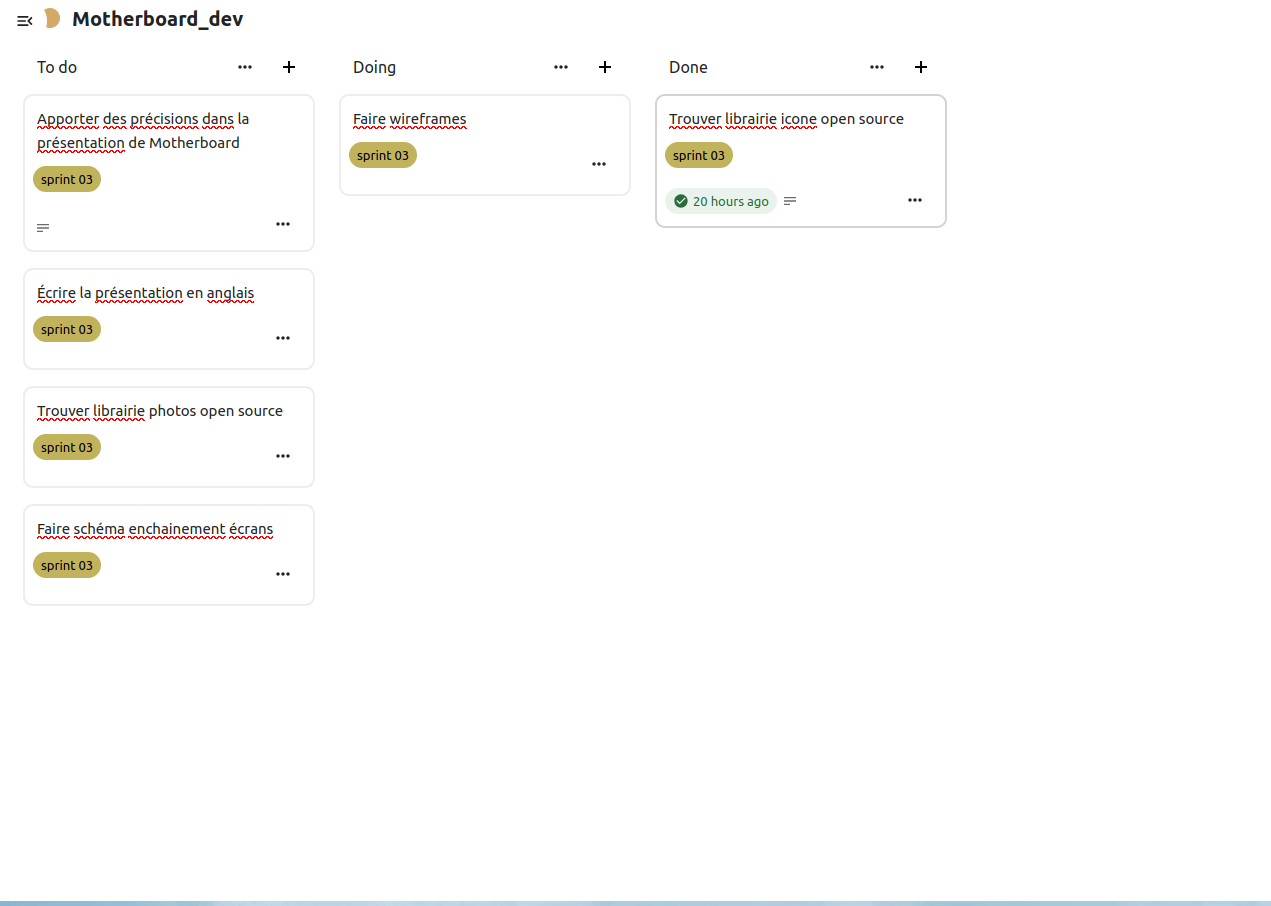 Motherboard_dev
To do
Apporter des précisions dans la
présentation de Motherboard
sprint 03
Écrire la présentation en anglais
sprint 03
Trouver librairie photos open source
sprint 03
Faire schéma enchainement écrans
sprint 03
Doing
Faire wireframes
sprint 03
Done
Trouver librairie icone open source
sprint 03
20 hours ago